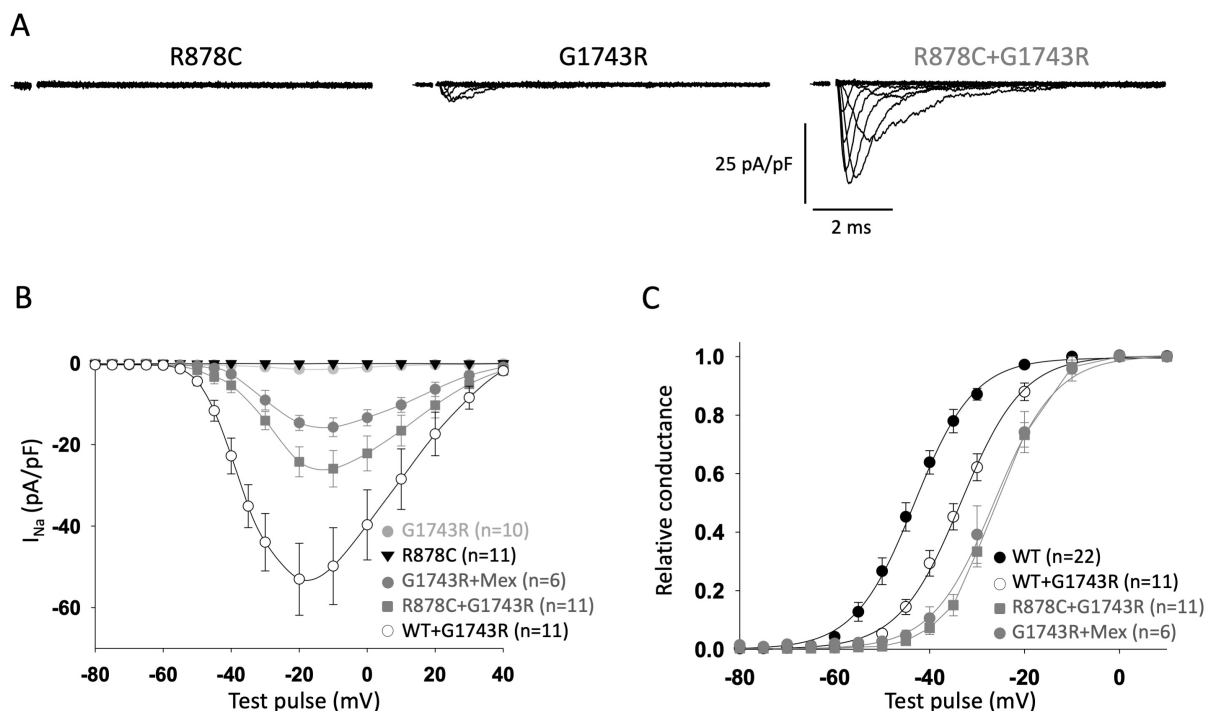 A
R878C
G1743R
R878C+G1743R
25 pA/pF
2 ms
B
0
-20
-40
-60
I_Na (pA/pF)
G1743R (n=10)
R878C (n=11)
G1743R+Mex (n=6)
R878C+G1743R (n=11)
WT+G1743R (n=11)
-80 -60 -40 -20 0 20 40
Test pulse (mV)
C
1.0
0.8
0.6
0.4
0.2
0.0
Relative conductance
WT (n=22)
WT+G1743R (n=11)
R878C+G1743R (n=11)
G1743R+Mex (n=6)
-80 -60 -40 -20 0
Test pulse (mV)